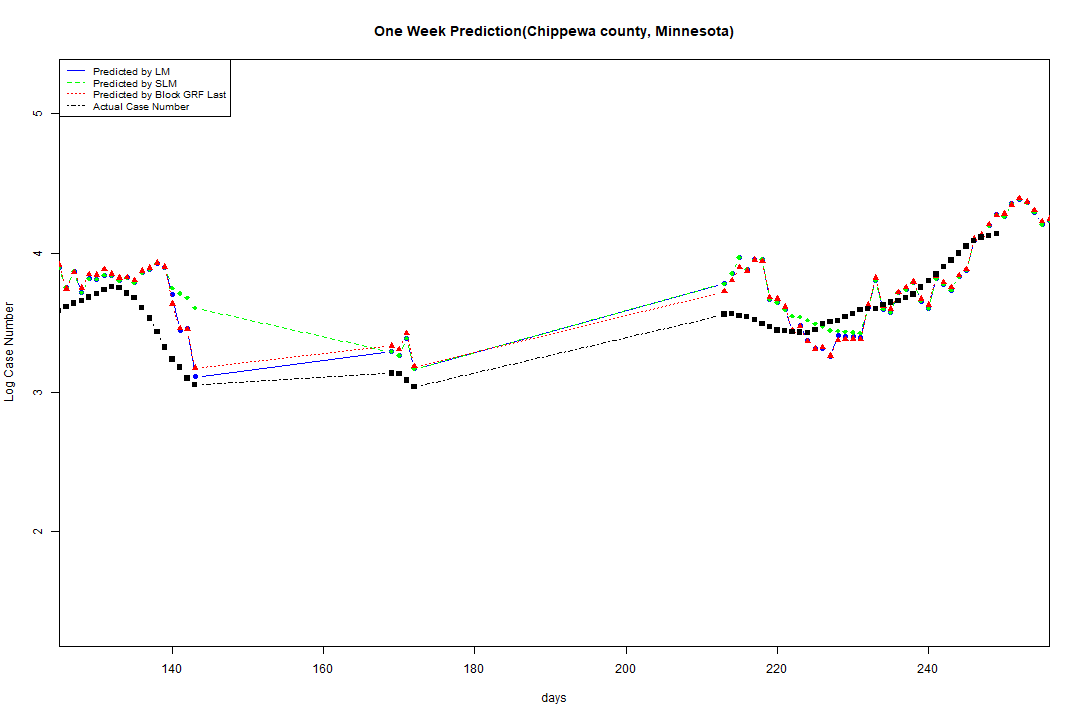 One Week Prediction(Chippewa county, Minnesota)
Predicted by LM
Predicted by SLM
Predicted by Block GRF Last
Actual Case Number
5
4
3
2
Log Case Number
140 160 180 200 220 240
days